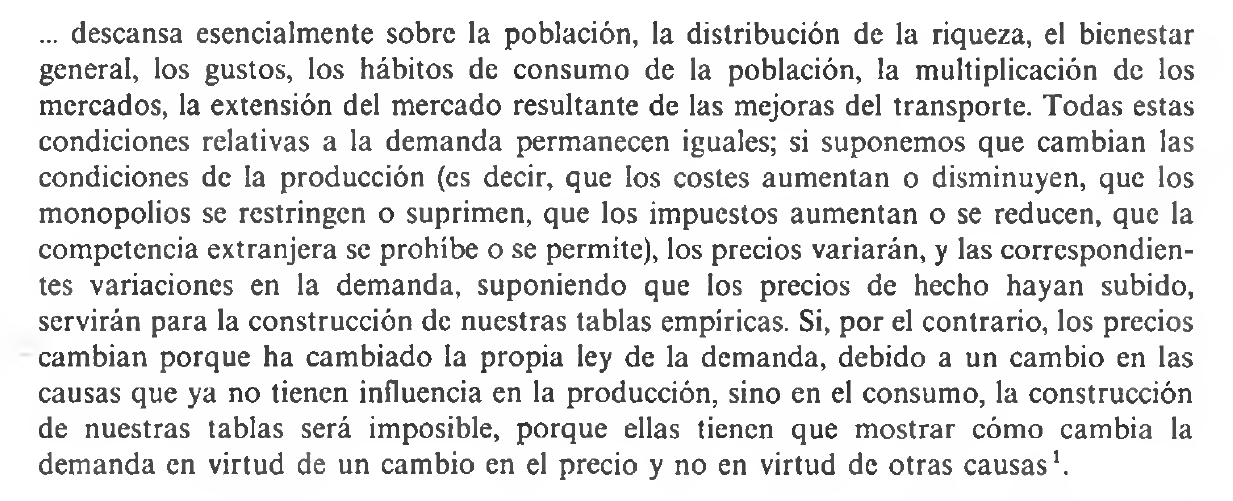 ... descansa esencialmente sobre la población, la distribución de la riqueza, el bienestar
general, los gustos, los hábitos de consumo de la población, la multiplicación de los
mercados, la extensión del mercado resultante de las mejoras del transporte. Todas estas
condiciones relativas a la demanda permanecen iguales; si suponemos que cambian las
condiciones de la producción (es decir, que los costes aumentan o disminuyen, que los
monopolios se restringen o suprimen, que los impuestos aumentan o se reducen, que la
competencia extranjera se prohíbe o se permite), los precios variarán, y las correspondien-
tes variaciones en la demanda, suponiendo que los precios de hecho hayan subido,
servirán para la construcción de nuestras tablas empíricas. Si, por el contrario, los precios
cambian porque ha cambiado la propia ley de la demanda, debido a un cambio en las
causas que ya no tienen influencia en la producción, sino en el consumo, la construcción
de nuestras tablas será imposible, porque ellas tienen que mostrar cómo cambia la
demanda en virtud de un cambio en el precio y no en virtud de otras causas¹.